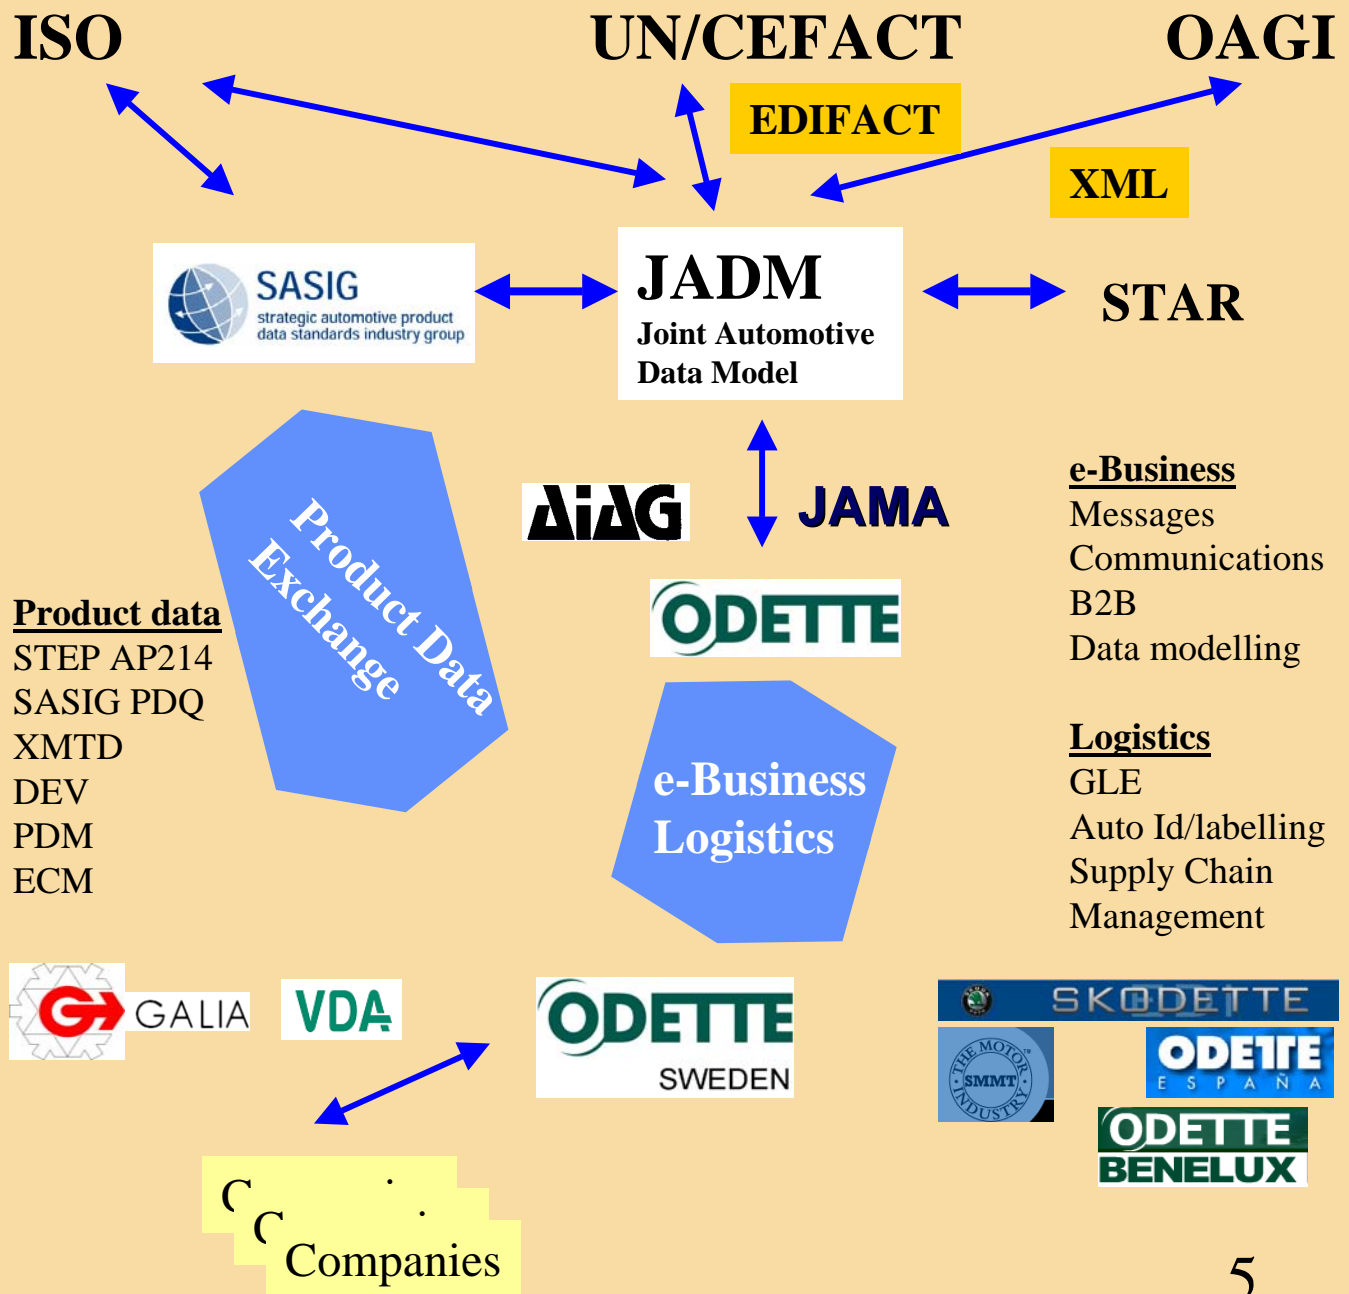 ISO
UN/CEFACT
OAGI
EDIFACT
XML
SASIG
strategic automotive product
data standards industry group
JADM
Joint Automotive
Data Model
STAR
AiAG
JAMA
ODETTE
Product Data
Exchange
e-Business
Logistics
Product data
STEP AP214
SASIG PDQ
XMTD
DEV
PDM
ECM
e-Business
Messages
Communications
B2B
Data modelling
Logistics
GLE
Auto Id/labelling
Supply Chain
Management
G
GALIA
VDA
ODETTE
SWEDEN
SKODETTE
THE MOTOR
SMMT
INDUSTRY
ODETTE
ESPAÑA
ODETTE
BENELUX
Companies
5